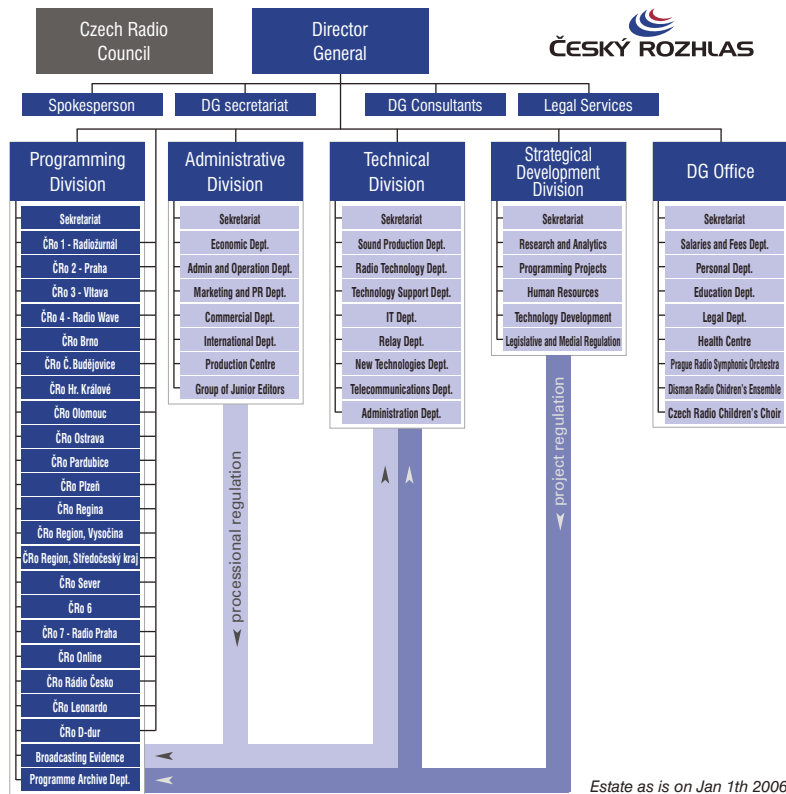 Czech Radio
Council
Director
General
ČESKÝ ROZHLAS
Spokesperson
DG secretariat
DG Consultants
Legal Services
Programming
Division
Sekretariat
ČRo 1 - Radiožurnál
ČRo 2 - Praha
ČRo 3 - Vltava
ČRo 4 - Radio Wave
ČRo Brno
ČRo Č. Budějovice
ČRo Hr. Králové
ČRo Olomouc
ČRo Ostrava
ČRo Pardubice
ČRo Plzeň
ČRo Regina
ČRo Region, Vysočina
ČRo Region, Středočeský kraj
ČRo Sever
ČRo 6
ČRo 7 - Radio Praha
ČRo Online
ČRo Rádio Česko
ČRo Leonardo
ČRo D-dur
Broadcasting Evidence
Programme Archive Dept.
Administrative
Division
Sekretariat
Economic Dept.
Admin and Operation Dept.
Marketing and PR Dept.
Commercial Dept.
International Dept.
Production Centre
Group of Junior Editors
processional regulation
Technical
Division
Sekretariat
Sound Production Dept.
Radio Technology Dept.
Technology Support Dept.
IT Dept.
Relay Dept.
New Technologies Dept.
Telecommunications Dept.
Administration Dept.
Strategical
Development
Division
Sekretariat
Research and Analytics
Programming Projects
Human Resources
Technology Development
Legislative and Medial Regulation
project regulation
DG Office
Sekretariat
Salaries and Fees Dept.
Personal Dept.
Education Dept.
Legal Dept.
Health Centre
Prague Radio Symphonic Orchestra
Disman Radio Chidren's Ensemble
Czech Radio Children's Choir
Estate as is on Jan 1th 2006